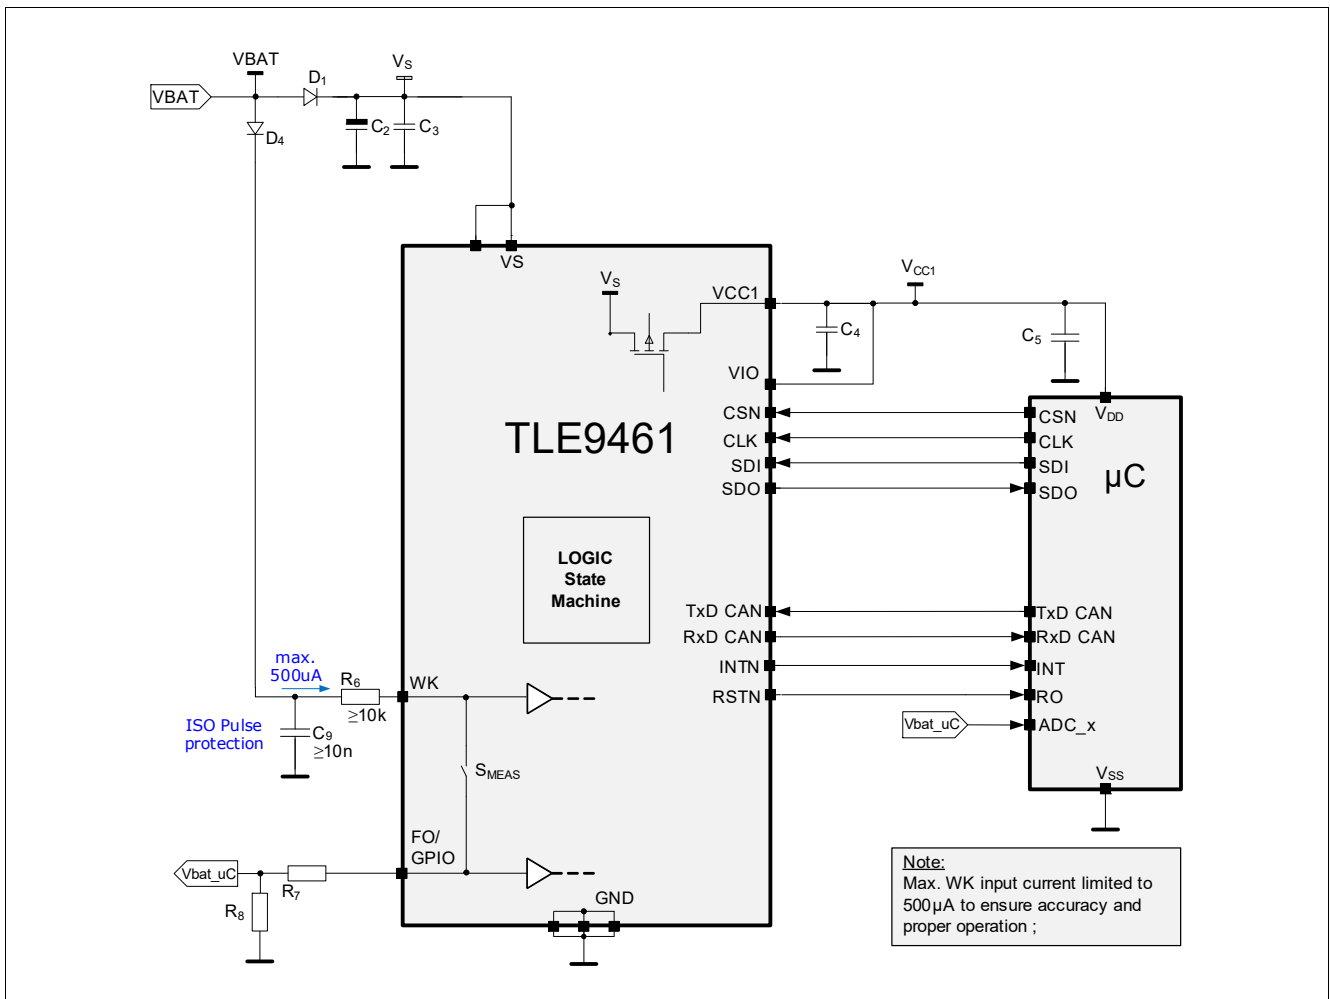 VBAT
VS
VBAT
D1
C2
C3
D4
VS
VS
VCC1
VCC1
C4
C5
VIO
CSN
CLK
SDI
SDO
VDD
CSN
CLK
SDI
SDO
TLE9461
µC
LOGIC
State
Machine
TxD CAN
RxD CAN
INTN
RSTN
TxD CAN
RxD CAN
INT
RO
Vbat_uC
ADC_x
VSS
max.
500uA
R6
≥10k
WK
ISO Pulse
protection
C9
≥10n
SMEAS
FO/
GPIO
Vbat_uC
R7
R8
GND
Note:
Max. WK input current limited to
500µA to ensure accuracy and
proper operation ;